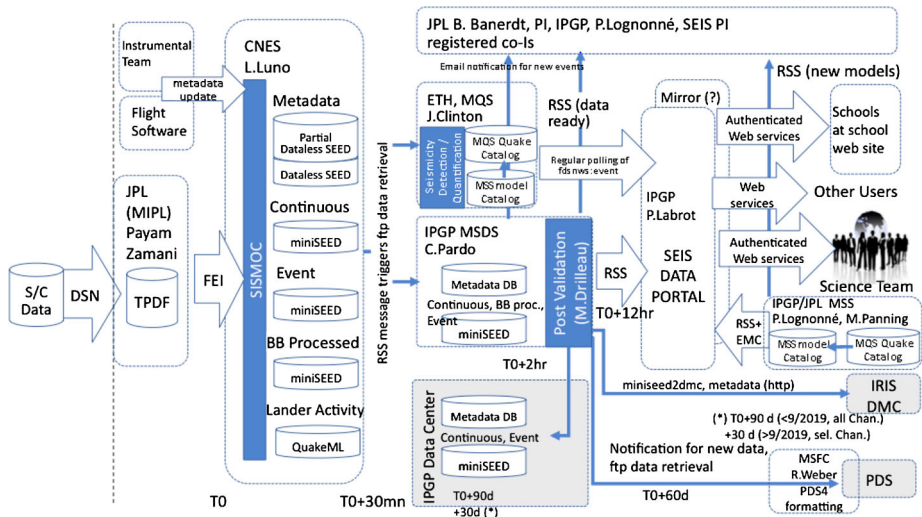 JPL B. Banerdt, PI, IPGP, P.Lognonné, SEIS PI
registered co-Is
Instrumental
Team
metadata
update
Flight
Software
CNES
L.Luno
SISMOC
Metadata
Partial
Dataless SEED
Dataless SEED
Continuous
miniSEED
Event
miniSEED
BB Processed
miniSEED
Lander Activity
QuakeML
JPL
(MIPL)
Payam
Zamani
TPDF
S/C
Data
DSN
FEI
T0
T0+30mn
RSS message triggers ftp data retrieval
Email notification for new events
ETH, MQS
J.Clinton
Seismicity
Detection /
Quantification
MQS Quake
Catalog
MSS model
Catalog
RSS (data
ready)
Regular polling of
fdsnws:event
IPGP MSDS
C.Pardo
Metadata DB
Continuous, BB proc.,
Event
miniSEED
Post Validation
(M.Drilleau)
RSS
T0+12hr
T0+2hr
Mirror (?)
IPGP
P.Labrot
SEIS
DATA
PORTAL
RSS (new models)
Authenticated
Web services
Schools
at school
web site
Web
services
Other Users
Authenticated
Web services
Science Team
IPGP/JPL MSS
P.Lognonné, M.Panning
RSS+
EMC
MSS model
Catalog
MQS Quake
Catalog
miniseed2dmc, metadata (http)
IRIS
DMC
(*) T0+90 d (<9/2019, all Chan.)
+30 d (>9/2019, sel. Chan.)
IPGP Data Center
Metadata DB
Continuous, Event
miniSEED
T0+90d
+30d (*)
Notification for new data,
ftp data retrieval
T0+60d
MSFC
R.Weber
PDS4
formatting
PDS